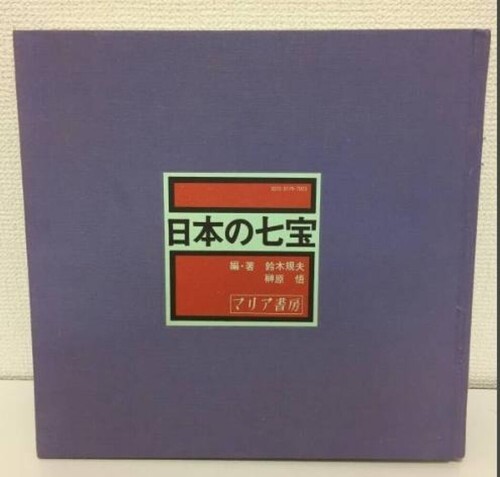 日本の七宝
編・著 鈴木規夫
榊原 悟
マリア書房